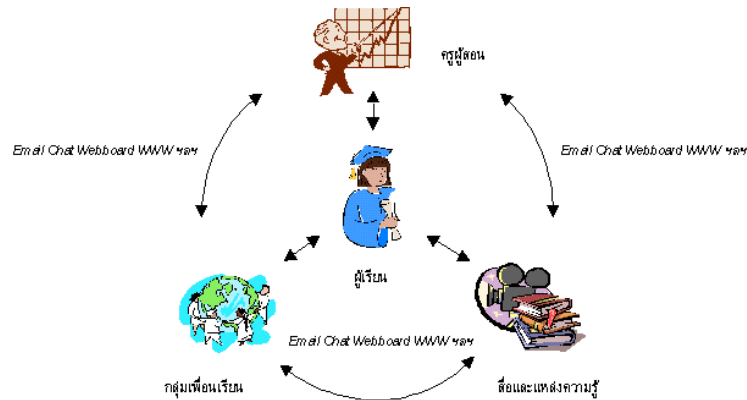 ครูผู้สอน
Email Chat Webboard WWW ฯลฯ
Email Chat Webboard WWW ฯลฯ
ผู้เรียน
Email Chat Webboard WWW ฯลฯ
กลุ่มเพื่อนเรียน
สื่อและแหล่งความรู้